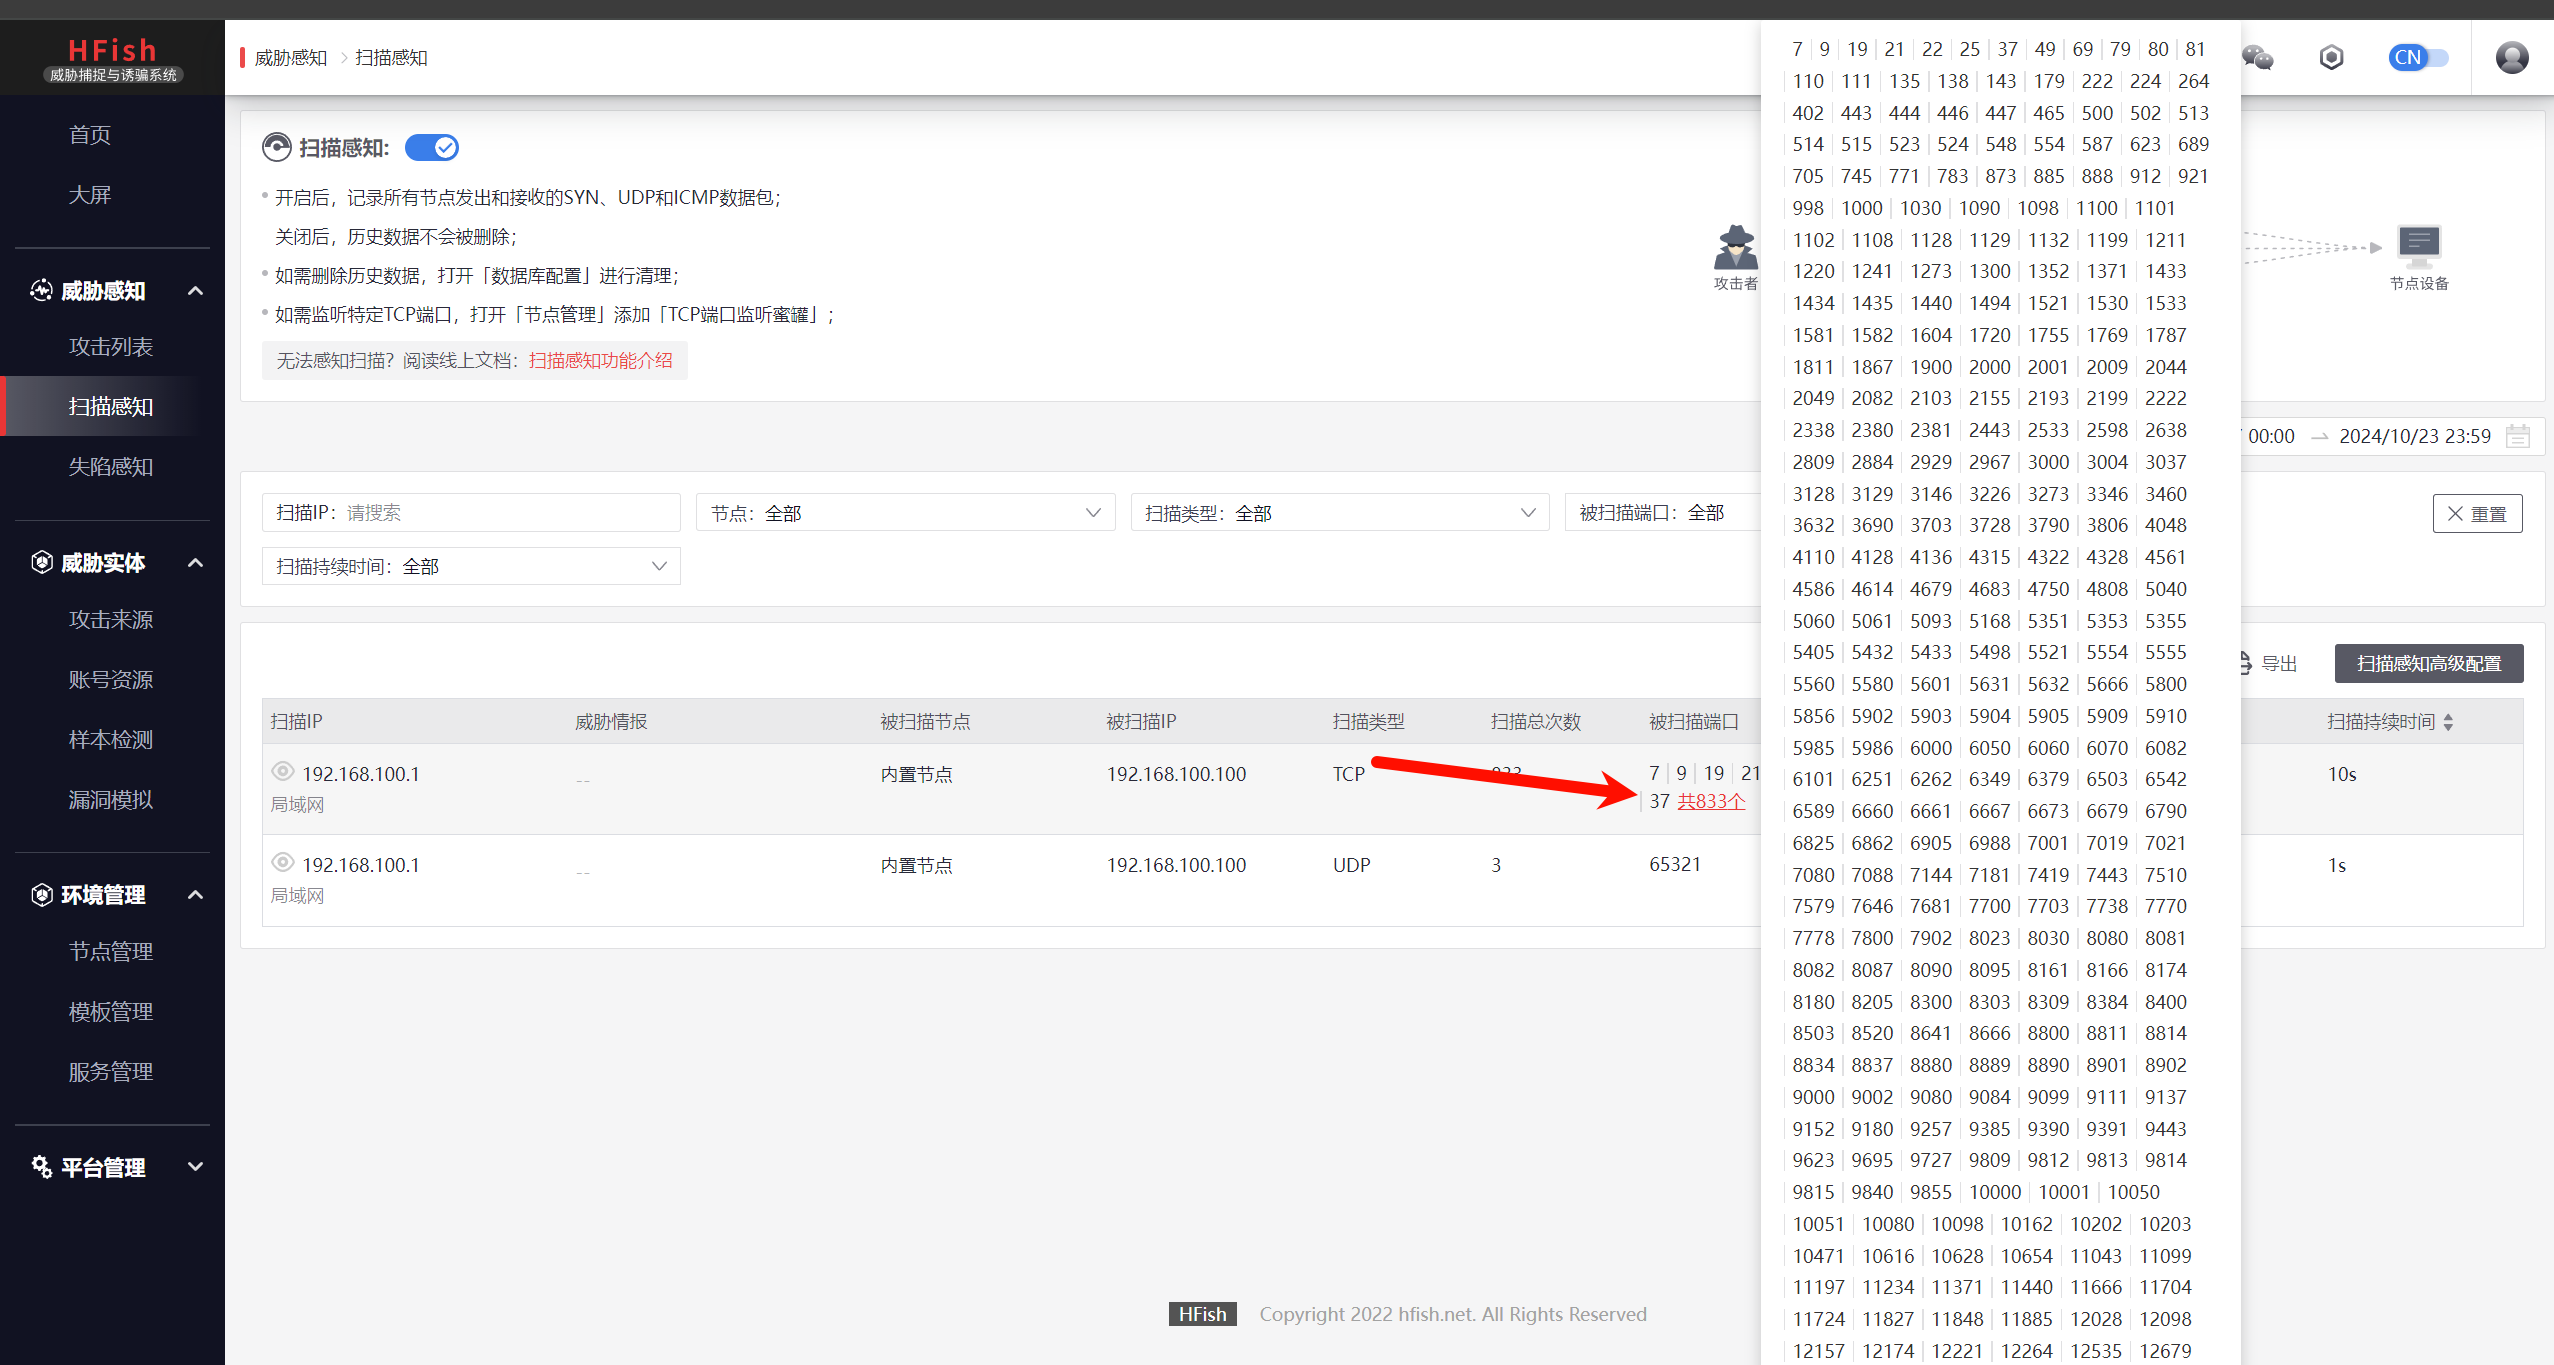 HFish
威胁捕捉与诱骗系统
首页
大屏
威胁感知
攻击列表
扫描感知
失陷感知
威胁实体
攻击来源
账号资源
样本检测
漏洞模拟
环境管理
节点管理
模板管理
服务管理
平台管理
威胁感知 > 扫描感知
CN
扫描感知:
开启后，记录所有节点发出和接收的SYN、UDP和ICMP数据包；
关闭后，历史数据不会被删除；
如需删除历史数据，打开「数据库配置」进行清理；
如需监听特定TCP端口，打开「节点管理」添加「TCP端口监听蜜罐」；
无法感知扫描？阅读线上文档：扫描感知功能介绍
攻击者
节点设备
00:00 → 2024/10/23 23:59
扫描IP： 请搜索
节点： 全部
扫描类型： 全部
被扫描端口： 全部
重置
扫描持续时间： 全部
导出
扫描感知高级配置
扫描IP 威胁情报 被扫描节点 被扫描IP 扫描类型 扫描总次数 被扫描端口 扫描持续时间
192.168.100.1 -- 内置节点 192.168.100.100 TCP 7 | 9 | 19 | 21 10s
局域网 | 37 共833个
192.168.100.1 -- 内置节点 192.168.100.100 UDP 3 65321 1s
局域网
HFish Copyright 2022 hfish.net. All Rights Reserved
7 | 9 | 19 | 21 | 22 | 25 | 37 | 49 | 69 | 79 | 80 | 81
| 110 | 111 | 135 | 138 | 143 | 179 | 222 | 224 | 264
| 402 | 443 | 444 | 446 | 447 | 465 | 500 | 502 | 513
| 514 | 515 | 523 | 524 | 548 | 554 | 587 | 623 | 689
| 705 | 745 | 771 | 783 | 873 | 885 | 888 | 912 | 921
| 998 | 1000 | 1030 | 1090 | 1098 | 1100 | 1101
| 1102 | 1108 | 1128 | 1129 | 1132 | 1199 | 1211
| 1220 | 1241 | 1273 | 1300 | 1352 | 1371 | 1433
| 1434 | 1435 | 1440 | 1494 | 1521 | 1530 | 1533
| 1581 | 1582 | 1604 | 1720 | 1755 | 1769 | 1787
| 1811 | 1867 | 1900 | 2000 | 2001 | 2009 | 2044
| 2049 | 2082 | 2103 | 2155 | 2193 | 2199 | 2222
| 2338 | 2380 | 2381 | 2443 | 2533 | 2598 | 2638
| 2809 | 2884 | 2929 | 2967 | 3000 | 3004 | 3037
| 3128 | 3129 | 3146 | 3226 | 3273 | 3346 | 3460
| 3632 | 3690 | 3703 | 3728 | 3790 | 3806 | 4048
| 4110 | 4128 | 4136 | 4315 | 4322 | 4328 | 4561
| 4586 | 4614 | 4679 | 4683 | 4750 | 4808 | 5040
| 5060 | 5061 | 5093 | 5168 | 5351 | 5353 | 5355
| 5405 | 5432 | 5433 | 5498 | 5521 | 5554 | 5555
| 5560 | 5580 | 5601 | 5631 | 5632 | 5666 | 5800
| 5856 | 5902 | 5903 | 5904 | 5905 | 5909 | 5910
| 5985 | 5986 | 6000 | 6050 | 6060 | 6070 | 6082
| 6101 | 6251 | 6262 | 6349 | 6379 | 6503 | 6542
| 6589 | 6660 | 6661 | 6667 | 6673 | 6679 | 6790
| 6825 | 6862 | 6905 | 6988 | 7001 | 7019 | 7021
| 7080 | 7088 | 7144 | 7181 | 7419 | 7443 | 7510
| 7579 | 7646 | 7681 | 7700 | 7703 | 7738 | 7770
| 7778 | 7800 | 7902 | 8023 | 8030 | 8080 | 8081
| 8082 | 8087 | 8090 | 8095 | 8161 | 8166 | 8174
| 8180 | 8205 | 8300 | 8303 | 8309 | 8384 | 8400
| 8503 | 8520 | 8641 | 8666 | 8800 | 8811 | 8814
| 8834 | 8837 | 8880 | 8889 | 8890 | 8901 | 8902
| 9000 | 9002 | 9080 | 9084 | 9099 | 9111 | 9137
| 9152 | 9180 | 9257 | 9385 | 9390 | 9391 | 9443
| 9623 | 9695 | 9727 | 9809 | 9812 | 9813 | 9814
| 9815 | 9840 | 9855 | 10000 | 10001 | 10050
| 10051 | 10080 | 10098 | 10162 | 10202 | 10203
| 10471 | 10616 | 10628 | 10654 | 11043 | 11099
| 11197 | 11234 | 11371 | 11440 | 11666 | 11704
| 11724 | 11827 | 11848 | 11885 | 12028 | 12098
| 12157 | 12174 | 12221 | 12264 | 12535 | 12679